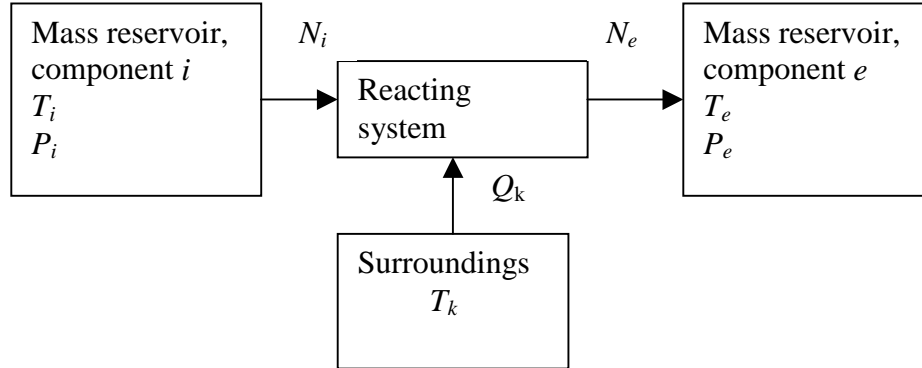 Mass reservoir,
component i
T_i
P_i
N_i
Reacting
system
N_e
Mass reservoir,
component e
T_e
P_e
Q_k
Surroundings
T_k